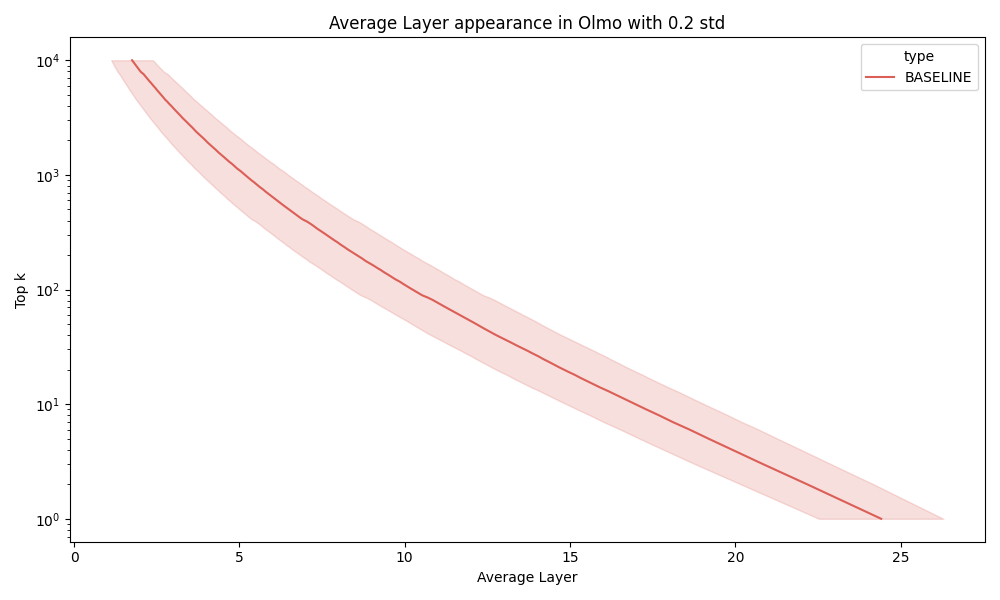 Average Layer appearance in Olmo with 0.2 std
type
BASELINE
Top k
10^4
10^3
10^2
10^1
10^0
0 5 10 15 20 25
Average Layer